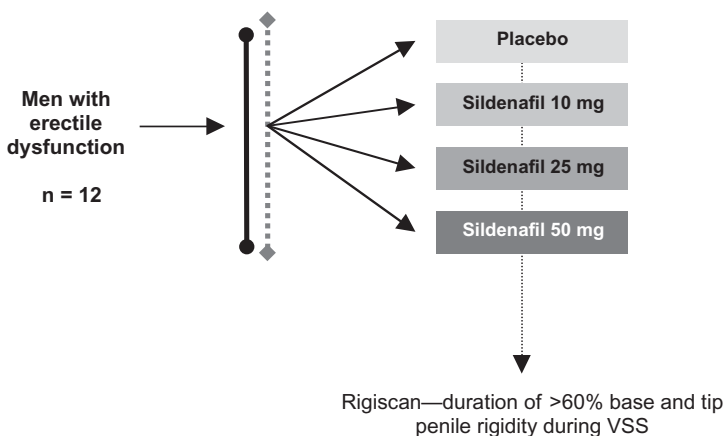 Men with
erectile
dysfunction
n = 12
Placebo
Sildenafil 10 mg
Sildenafil 25 mg
Sildenafil 50 mg
Rigiscan—duration of >60% base and tip
penile rigidity during VSS